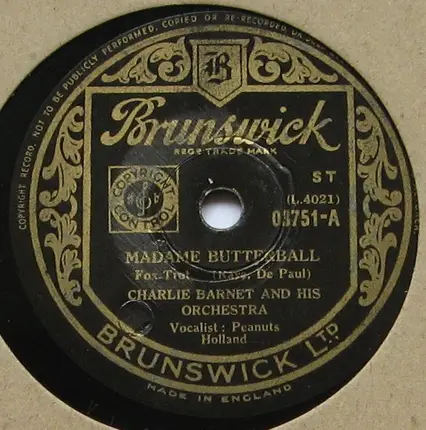 COPYRIGHT RECORD, NOT TO BE PUBLICLY PERFORMED, COPIED OR RE-RECORDED
B
Brunswick
REGD TRADE MARK
COPYRIGHT
CONTROL
ST
(L.4021)
03751-A
MADAME BUTTERBALL
Fox-Trot (Kaye, De Paul)
CHARLIE BARNET AND HIS
ORCHESTRA
Vocalist: Peanuts
Holland
BRUNSWICK LTD
MADE IN ENGLAND